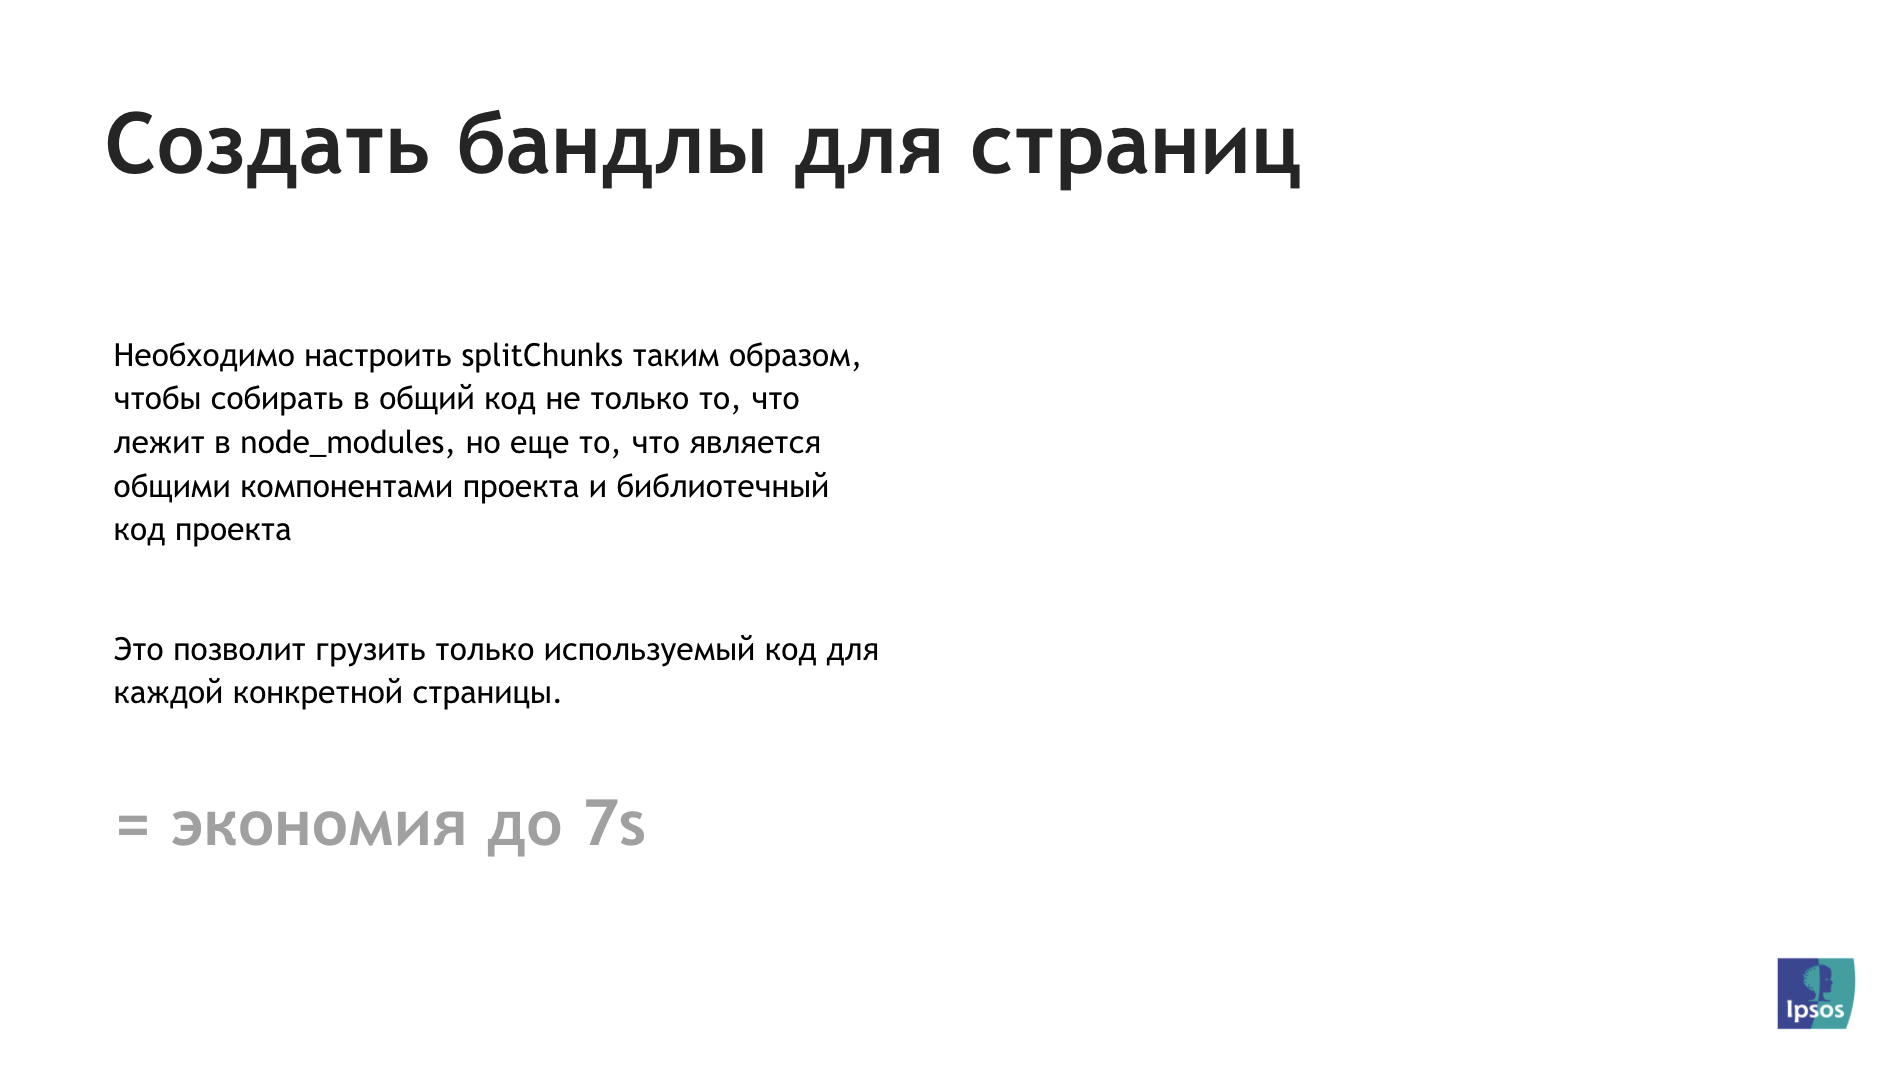 Создать бандлы для страниц
Необходимо настроить splitChunks таким образом,
чтобы собирать в общий код не только то, что
лежит в node_modules, но еще то, что является
общими компонентами проекта и библиотечный
код проекта
Это позволит грузить только используемый код для
каждой конкретной страницы.
= экономия до 7s
Ipsos